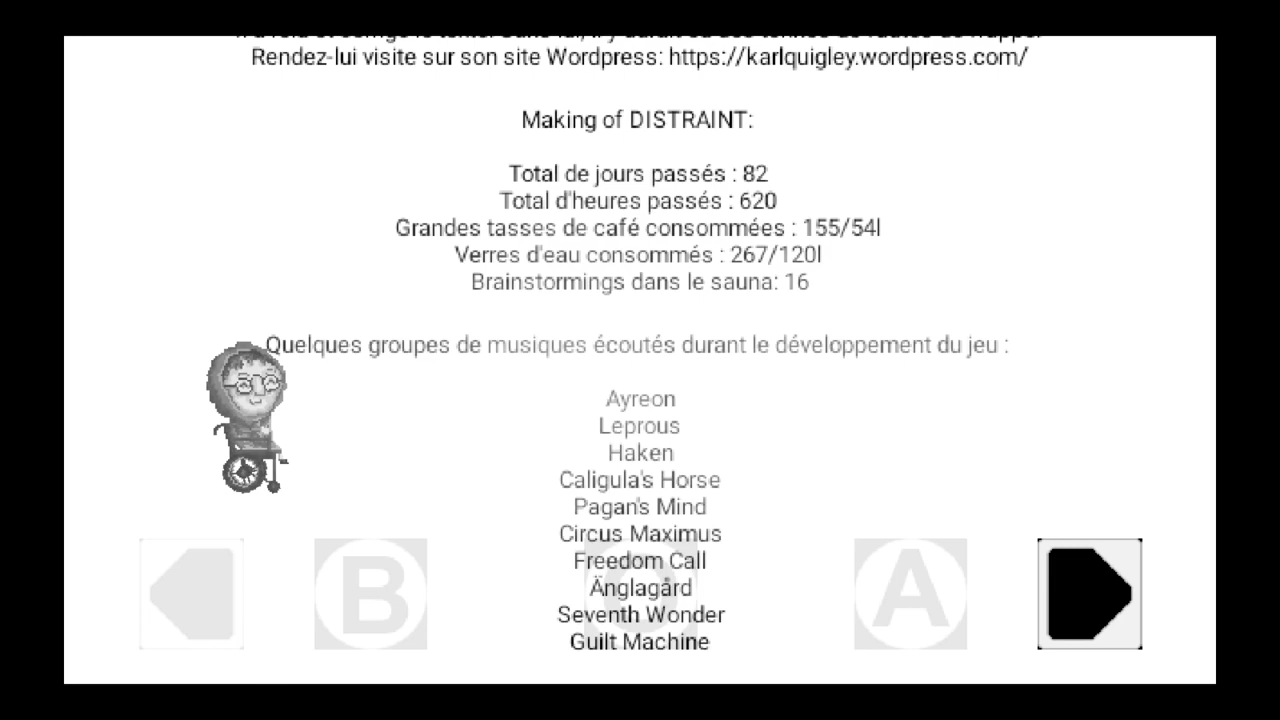 Rendez-lui visite sur son site Wordpress: https://karlquigley.wordpress.com/
Making of DISTRAINT:
Total de jours passés : 82
Total d'heures passés : 620
Grandes tasses de café consommées : 155/54l
Verres d'eau consommés : 267/120l
Brainstormings dans le sauna: 16
Quelques groupes de musiques écoutés durant le développement du jeu :
Ayreon
Leprous
Haken
Caligula's Horse
Pagan's Mind
Circus Maximus
Freedom Call
Änglagård
Seventh Wonder
Guilt Machine
B
A